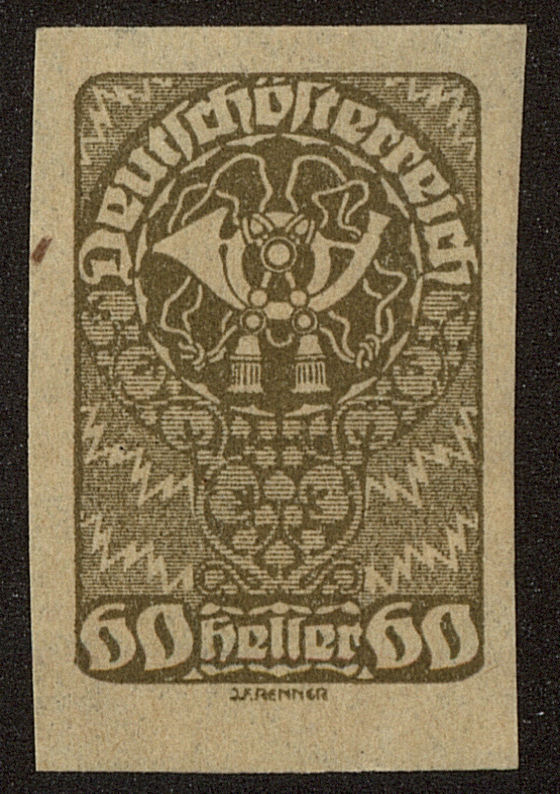 Deutschösterreich
60 Heller 60
J.F.RENNER